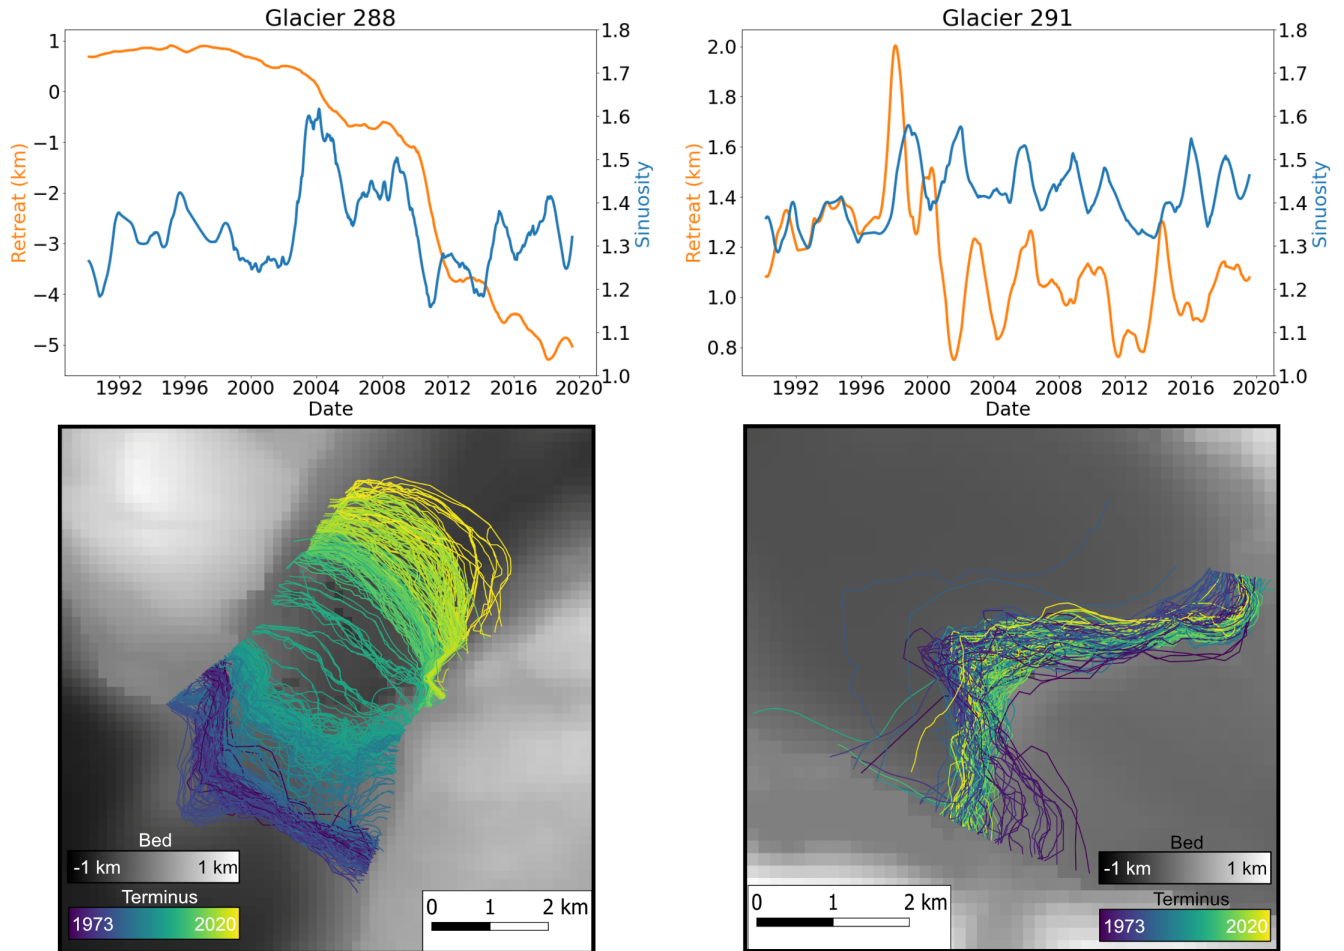 Glacier 288
1
0
−1
−2
−3
−4
−5
Retreat (km)
1.8
1.7
1.6
1.5
1.4
1.3
1.2
1.1
1.0
Sinuosity
1992 1996 2000 2004 2008 2012 2016 2020
Date
Glacier 291
2.0
1.8
1.6
1.4
1.2
1.0
0.8
Retreat (km)
1.8
1.7
1.6
1.5
1.4
1.3
1.2
1.1
1.0
Sinuosity
1992 1996 2000 2004 2008 2012 2016 2020
Date
Bed
-1 km 1 km
Terminus
1973 2020
0 1 2 km
0 1 2 km
Bed
-1 km 1 km
Terminus
1973 2020